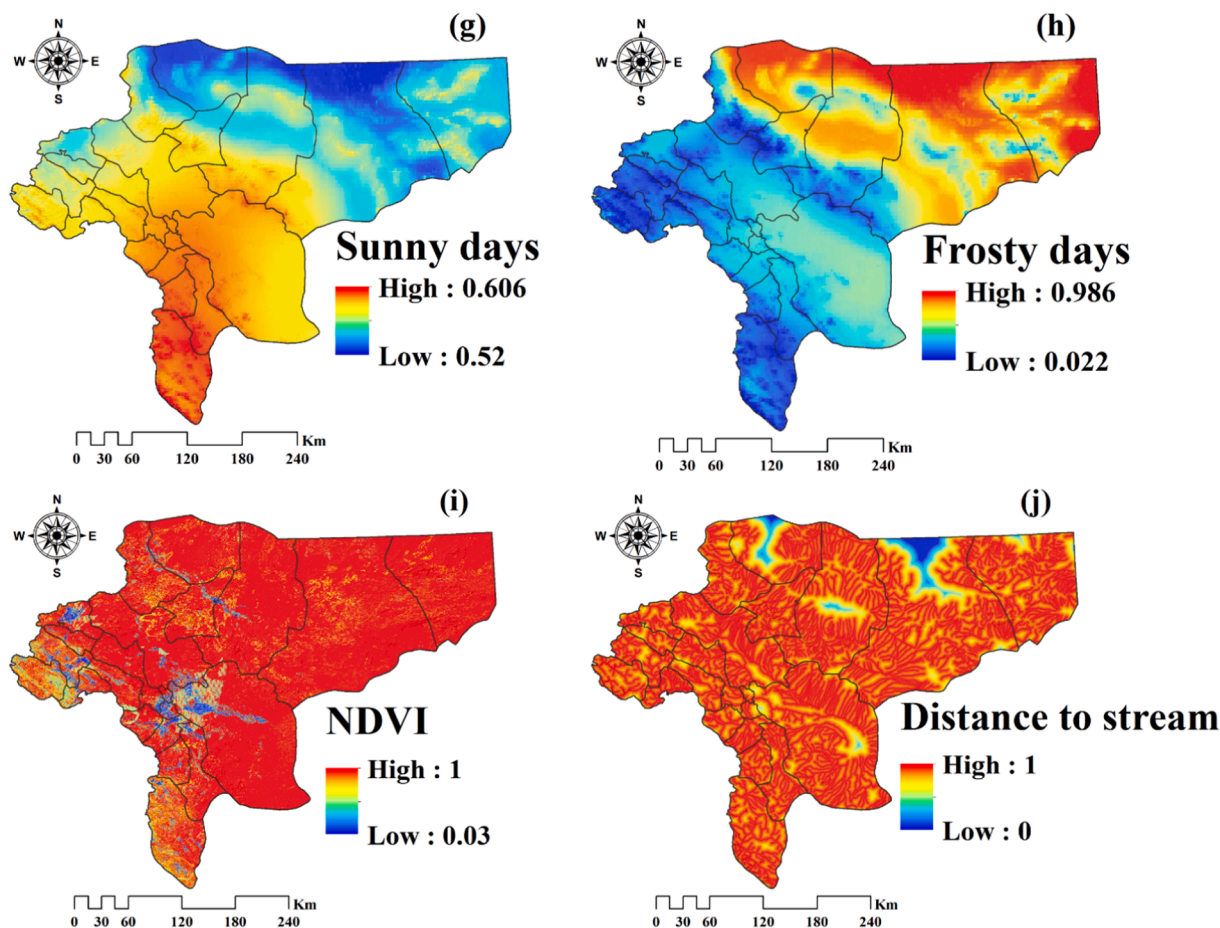 (g)
N
W E
S
Sunny days
High : 0.606
Low : 0.52
Km
0 30 60 120 180 240
(h)
N
W E
S
Frosty days
High : 0.986
Low : 0.022
Km
0 30 60 120 180 240
(i)
N
W E
S
NDVI
High : 1
Low : 0.03
Km
0 30 60 120 180 240
(j)
N
W E
S
Distance to stream
High : 1
Low : 0
Km
0 30 60 120 180 240